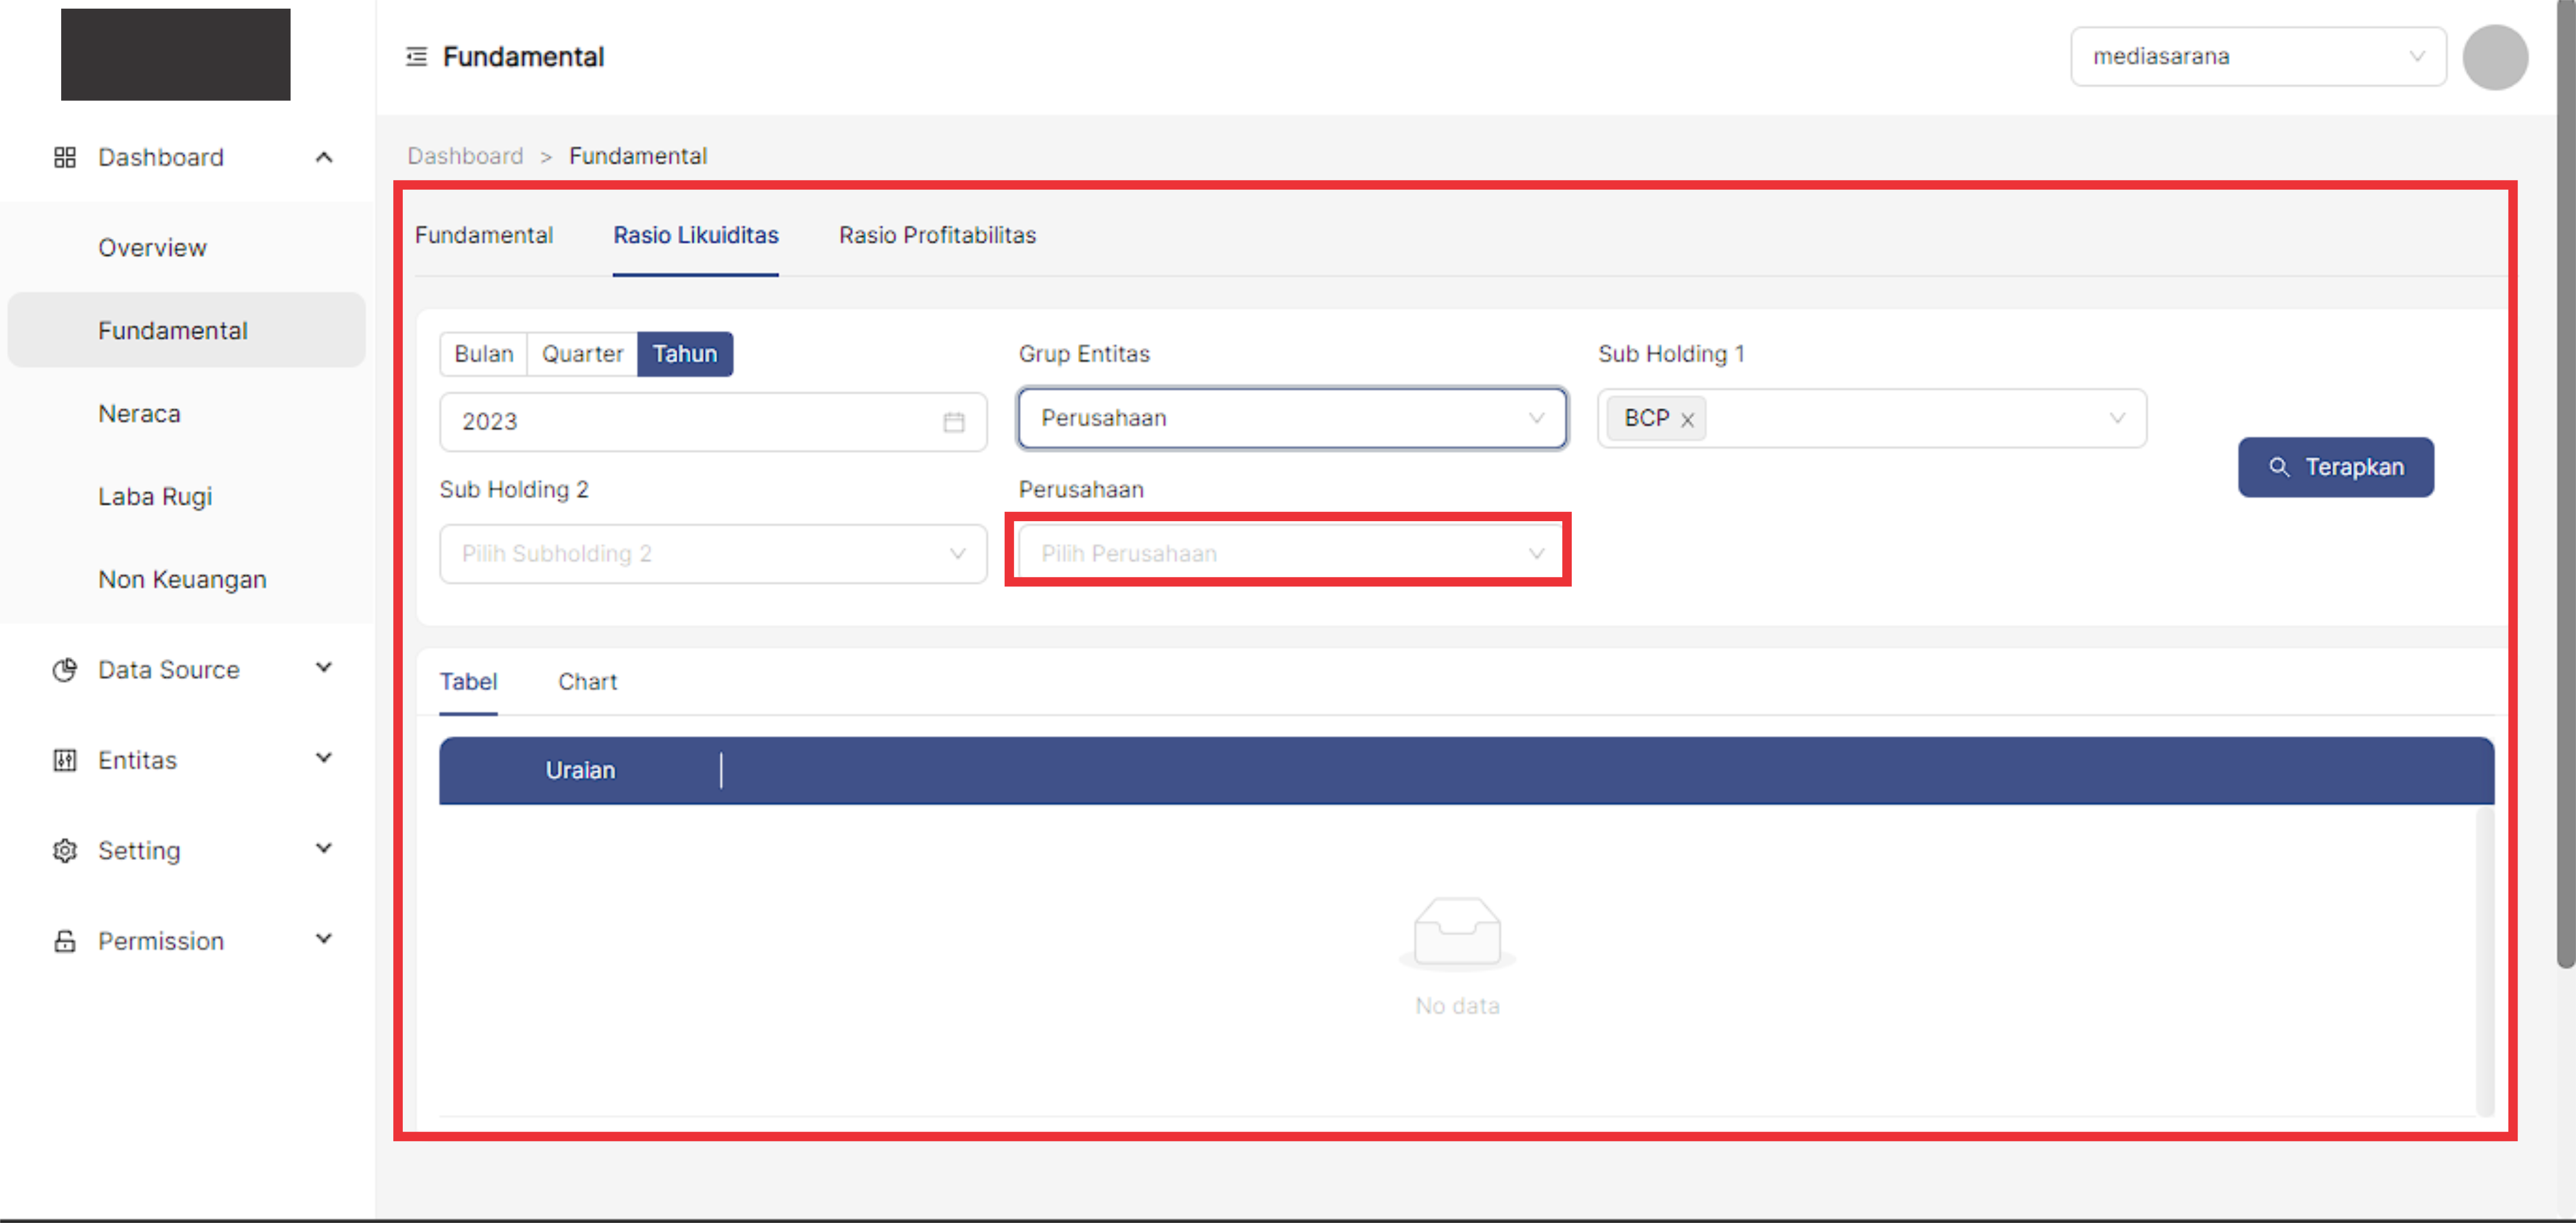 Fundamental
mediasarana
Dashboard
Overview
Fundamental
Neraca
Laba Rugi
Non Keuangan
Data Source
Entitas
Setting
Permission
Dashboard > Fundamental
Fundamental Rasio Likuiditas Rasio Profitabilitas
Bulan Quarter Tahun
2023
Grup Entitas
Perusahaan
Sub Holding 1
BCP
Sub Holding 2
Pilih Subholding 2
Perusahaan
Pilih Perusahaan
Terapkan
Tabel Chart
Uraian
No data